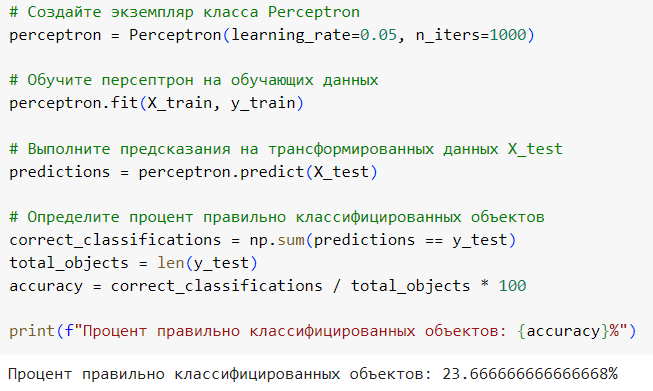 # Создайте экземпляр класса Perceptron
perceptron = Perceptron(learning_rate=0.05, n_iters=1000)
# Обучите персептрон на обучающих данных
perceptron.fit(X_train, y_train)
# Выполните предсказания на трансформированных данных X_test
predictions = perceptron.predict(X_test)
# Определите процент правильно классифицированных объектов
correct_classifications = np.sum(predictions == y_test)
total_objects = len(y_test)
accuracy = correct_classifications / total_objects * 100
print(f"Процент правильно классифицированных объектов: {accuracy}%")
Процент правильно классифицированных объектов: 23.666666666666668%